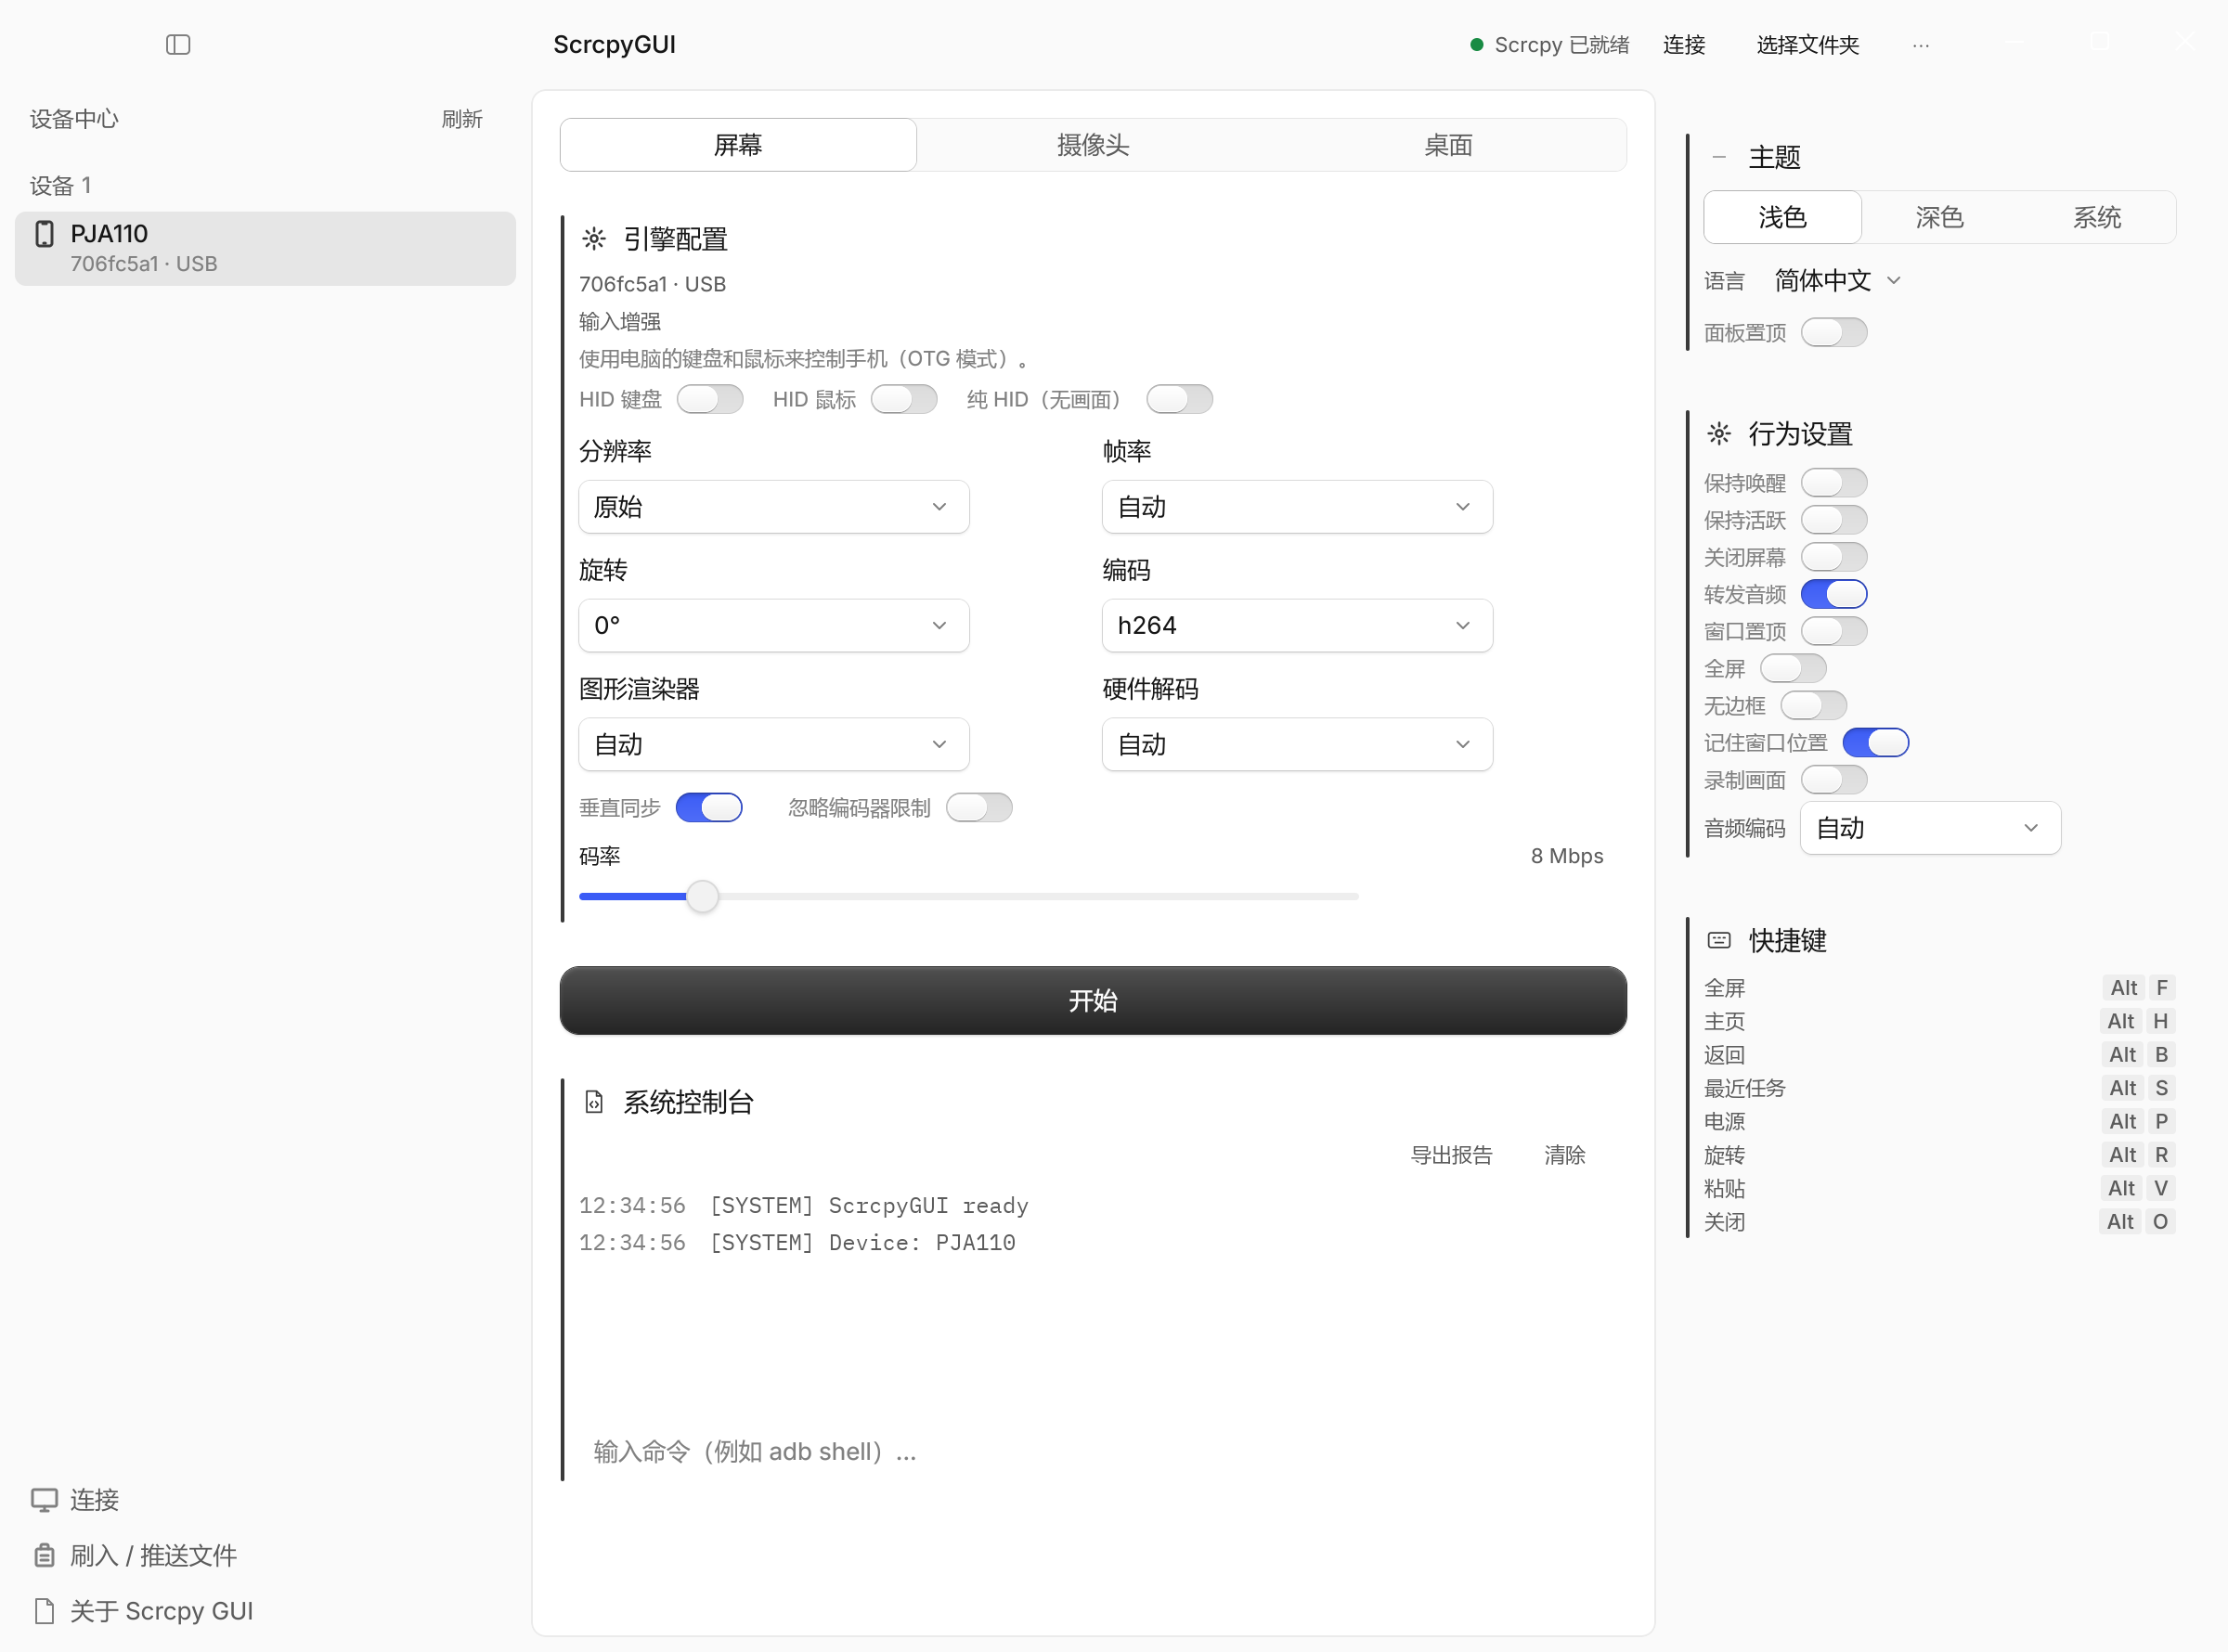 ScrcpyGUI
Scrcpy 已就绪 连接 选择文件夹 ...
设备中心 刷新
设备 1
PJA110
706fc5a1 · USB
连接
刷入 / 推送文件
关于 Scrcpy GUI
屏幕 摄像头 桌面
引擎配置
706fc5a1 · USB
输入增强
使用电脑的键盘和鼠标来控制手机（OTG 模式）。
HID 键盘 HID 鼠标 纯 HID（无画面）
分辨率 帧率
原始 自动
旋转 编码
0° h264
图形渲染器 硬件解码
自动 自动
垂直同步 忽略编码器限制
码率 8 Mbps
开始
系统控制台
导出报告 清除
12:34:56 [SYSTEM] ScrcpyGUI ready
12:34:56 [SYSTEM] Device: PJA110
输入命令（例如 adb shell）...
主题
浅色 深色 系统
语言 简体中文
面板置顶
行为设置
保持唤醒
保持活跃
关闭屏幕
转发音频
窗口置顶
全屏
无边框
记住窗口位置
录制画面
音频编码 自动
快捷键
全屏 Alt F
主页 Alt H
返回 Alt B
最近任务 Alt S
电源 Alt P
旋转 Alt R
粘贴 Alt V
关闭 Alt O